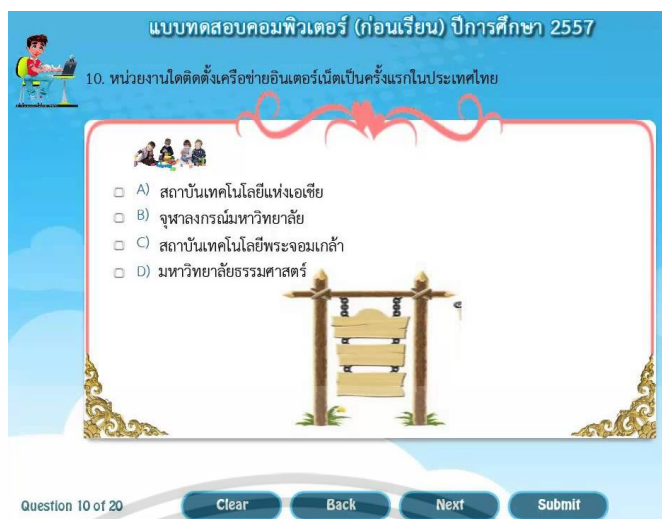 แบบทดสอบคอมพิวเตอร์ (ก่อนเรียน) ปีการศึกษา 2557
10. หน่วยงานใดติดตั้งเครือข่ายอินเตอร์เน็ตเป็นครั้งแรกในประเทศไทย
A) สถาบันเทคโนโลยีแห่งเอเชีย
B) จุฬาลงกรณ์มหาวิทยาลัย
C) สถาบันเทคโนโลยีพระจอมเกล้า
D) มหาวิทยาลัยธรรมศาสตร์
Question 10 of 20
Clear
Back
Next
Submit